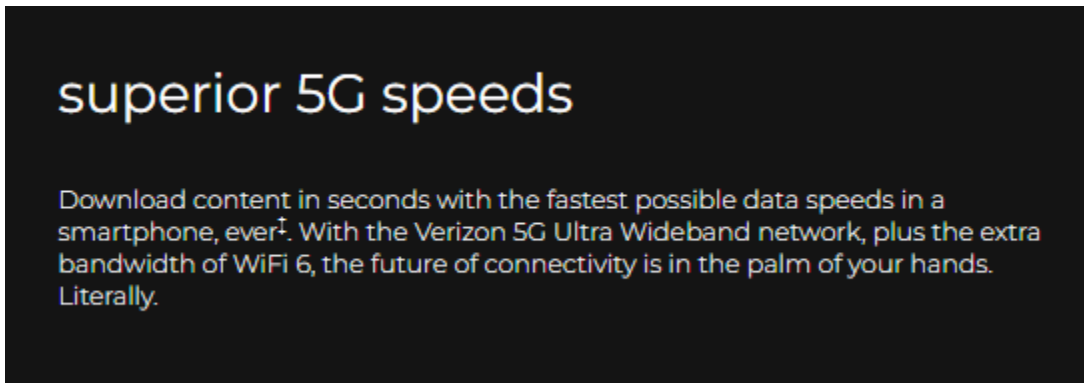 superior 5G speeds
Download content in seconds with the fastest possible data speeds in a
smartphone, ever‡. With the Verizon 5G Ultra Wideband network, plus the extra
bandwidth of WiFi 6, the future of connectivity is in the palm of your hands.
Literally.